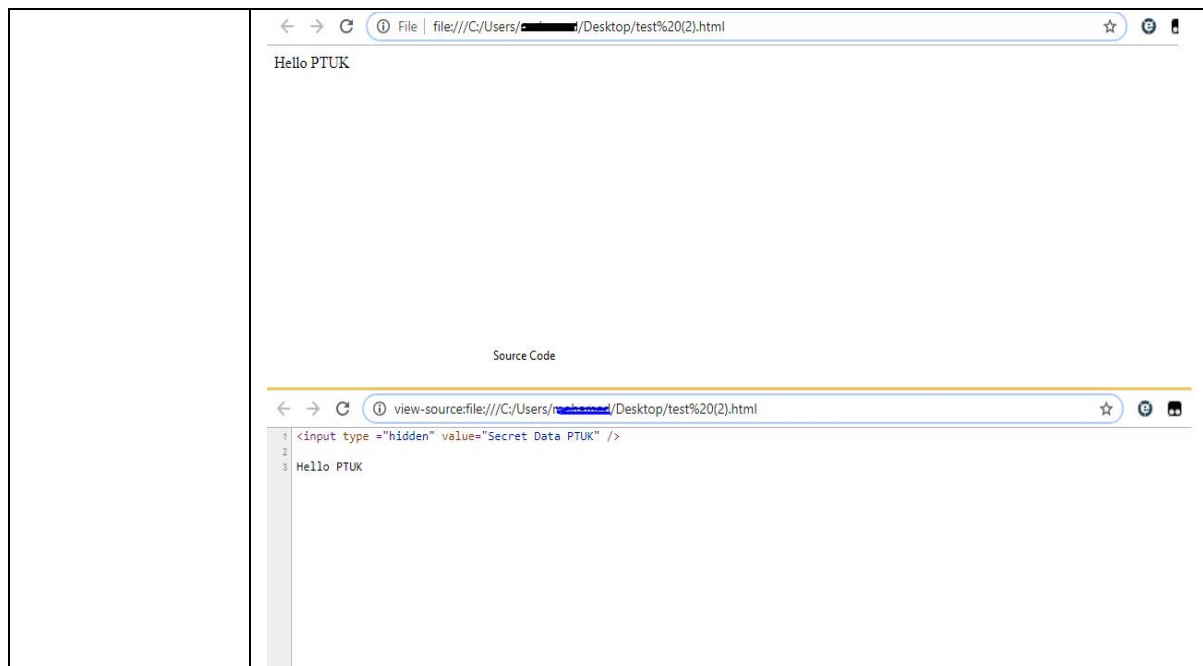 File | file:///C:/Users//Desktop/test%20(2).html
Hello PTUK
Source Code
view-source:file:///C:/Users//Desktop/test%20(2).html
1 <input type ="hidden" value="Secret Data PTUK" />
2
3 Hello PTUK